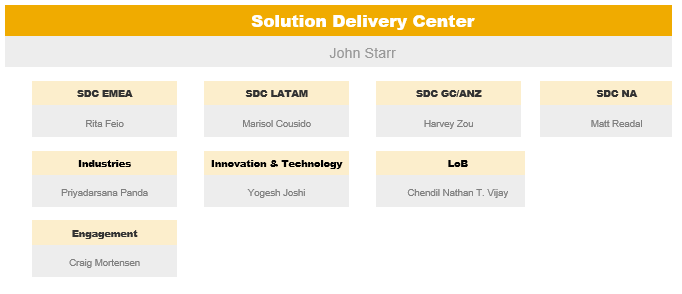 Solution Delivery Center
John Starr
SDC EMEA
Rita Feio
SDC LATAM
Marisol Cousido
SDC GC/ANZ
Harvey Zou
SDC NA
Matt Readal
Industries
Priyadarsana Panda
Innovation & Technology
Yogesh Joshi
LoB
Chendil Nathan T. Vijay
Engagement
Craig Mortensen